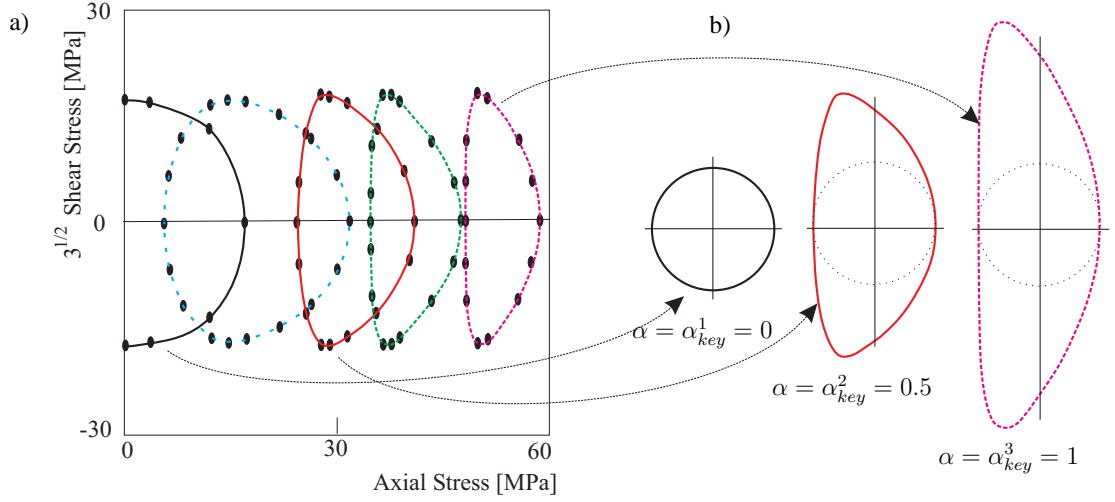 a)
b)
30
0
-30
3^{1/2} Shear Stress [MPa]
0
30
60
Axial Stress [MPa]
α = α^1_{key} = 0
α = α^2_{key} = 0.5
α = α^3_{key} = 1